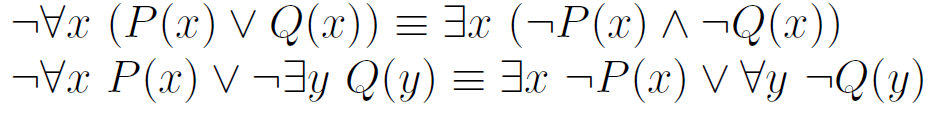 ¬∀x (P(x) ∨ Q(x)) ≡ ∃x (¬P(x) ∧ ¬Q(x))
¬∀x P(x) ∨ ¬∃y Q(y) ≡ ∃x ¬P(x) ∨ ∀y ¬Q(y)